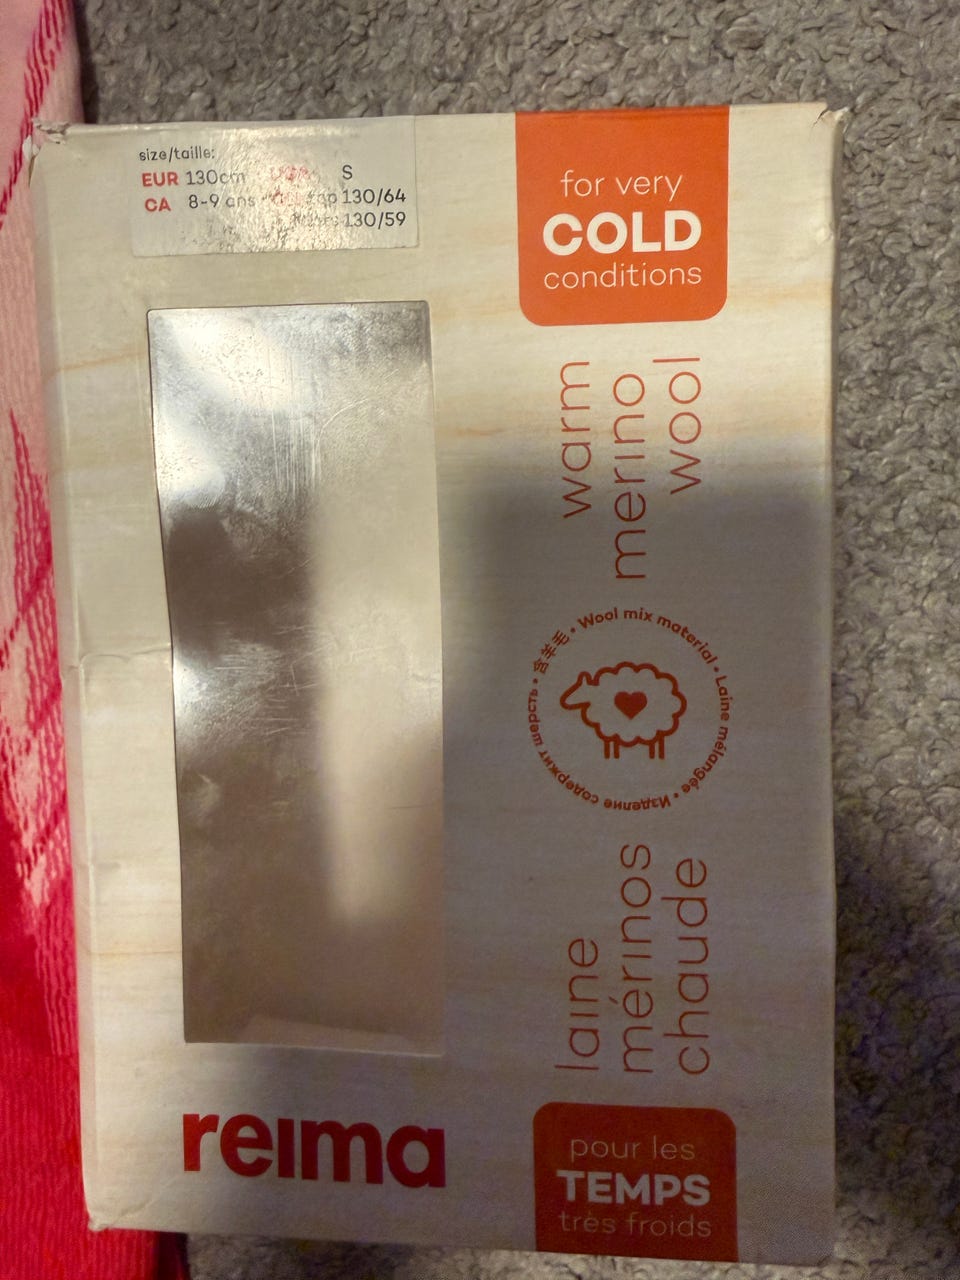 size/taille:
EUR 130cm S
CA 8-9 ans top 130/64
130/59
for very
COLD
conditions
warm
merino
wool
Wool mix material • Laine mélangée • Изделие содержит шерсть • 含羊毛 •
laine
mérinos
chaude
reima
pour les
TEMPS
très froids